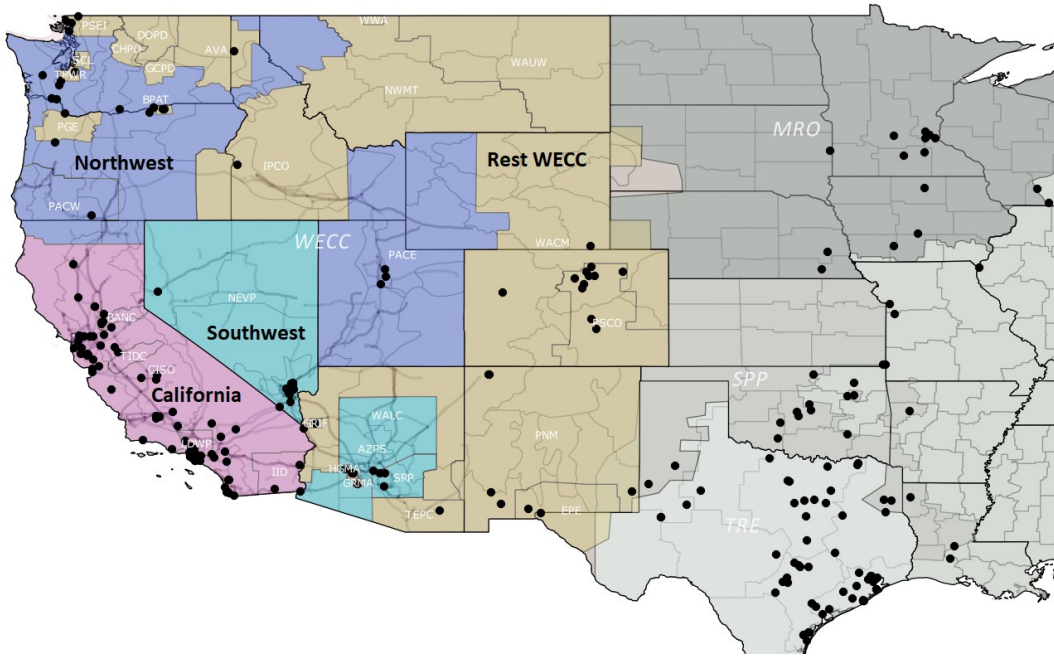 PSEI
WWA
DOPD
CHPD
AVA
WAUW
SCL
TPWR
GCPD
NWMT
BPAT
PGE
MRO
Northwest
Rest WECC
IPCO
PACW
WECC
WACM
PACE
NEVP
BANC
PSCO
Southwest
TIDC
CISO
SPP
California
WALC
GRIF
PNM
LDWP
AZPS
IID
HGMA
SRP
GRMA
TEPC
EPE
TRE